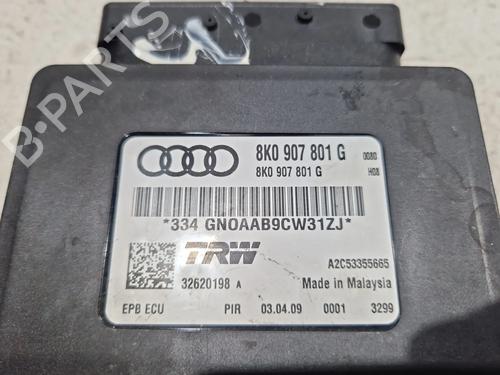 B-PARTS
8K0 907 801 G 0080
8K0 907 801 G H08
*334 GNOAAB9CW31ZJ*
TRW A2C53355665
32620198 A Made in Malaysia
EPB ECU PIR 03.04.09 0001 3299